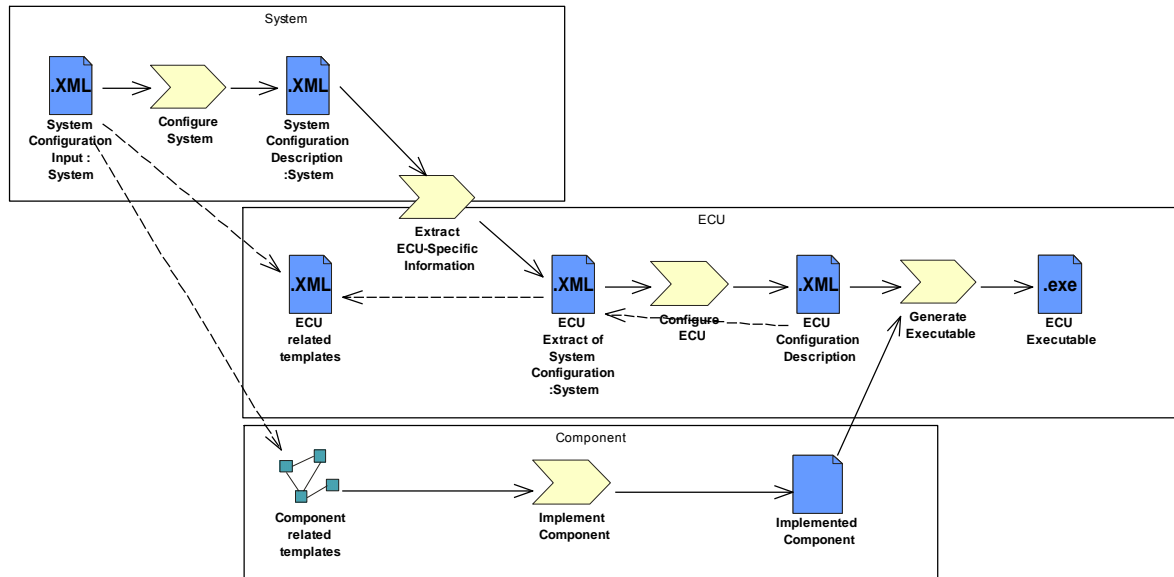 System
.XML
System
Configuration
Input :
System
Configure
System
.XML
System
Configuration
Description
:System
Extract
ECU-Specific
Information
ECU
.XML
ECU
related
templates
.XML
ECU
Extract of
System
Configuration
:System
Configure
ECU
.XML
ECU
Configuration
Description
Generate
Executable
.exe
ECU
Executable
Component
Component
related
templates
Implement
Component
Implemented
Component